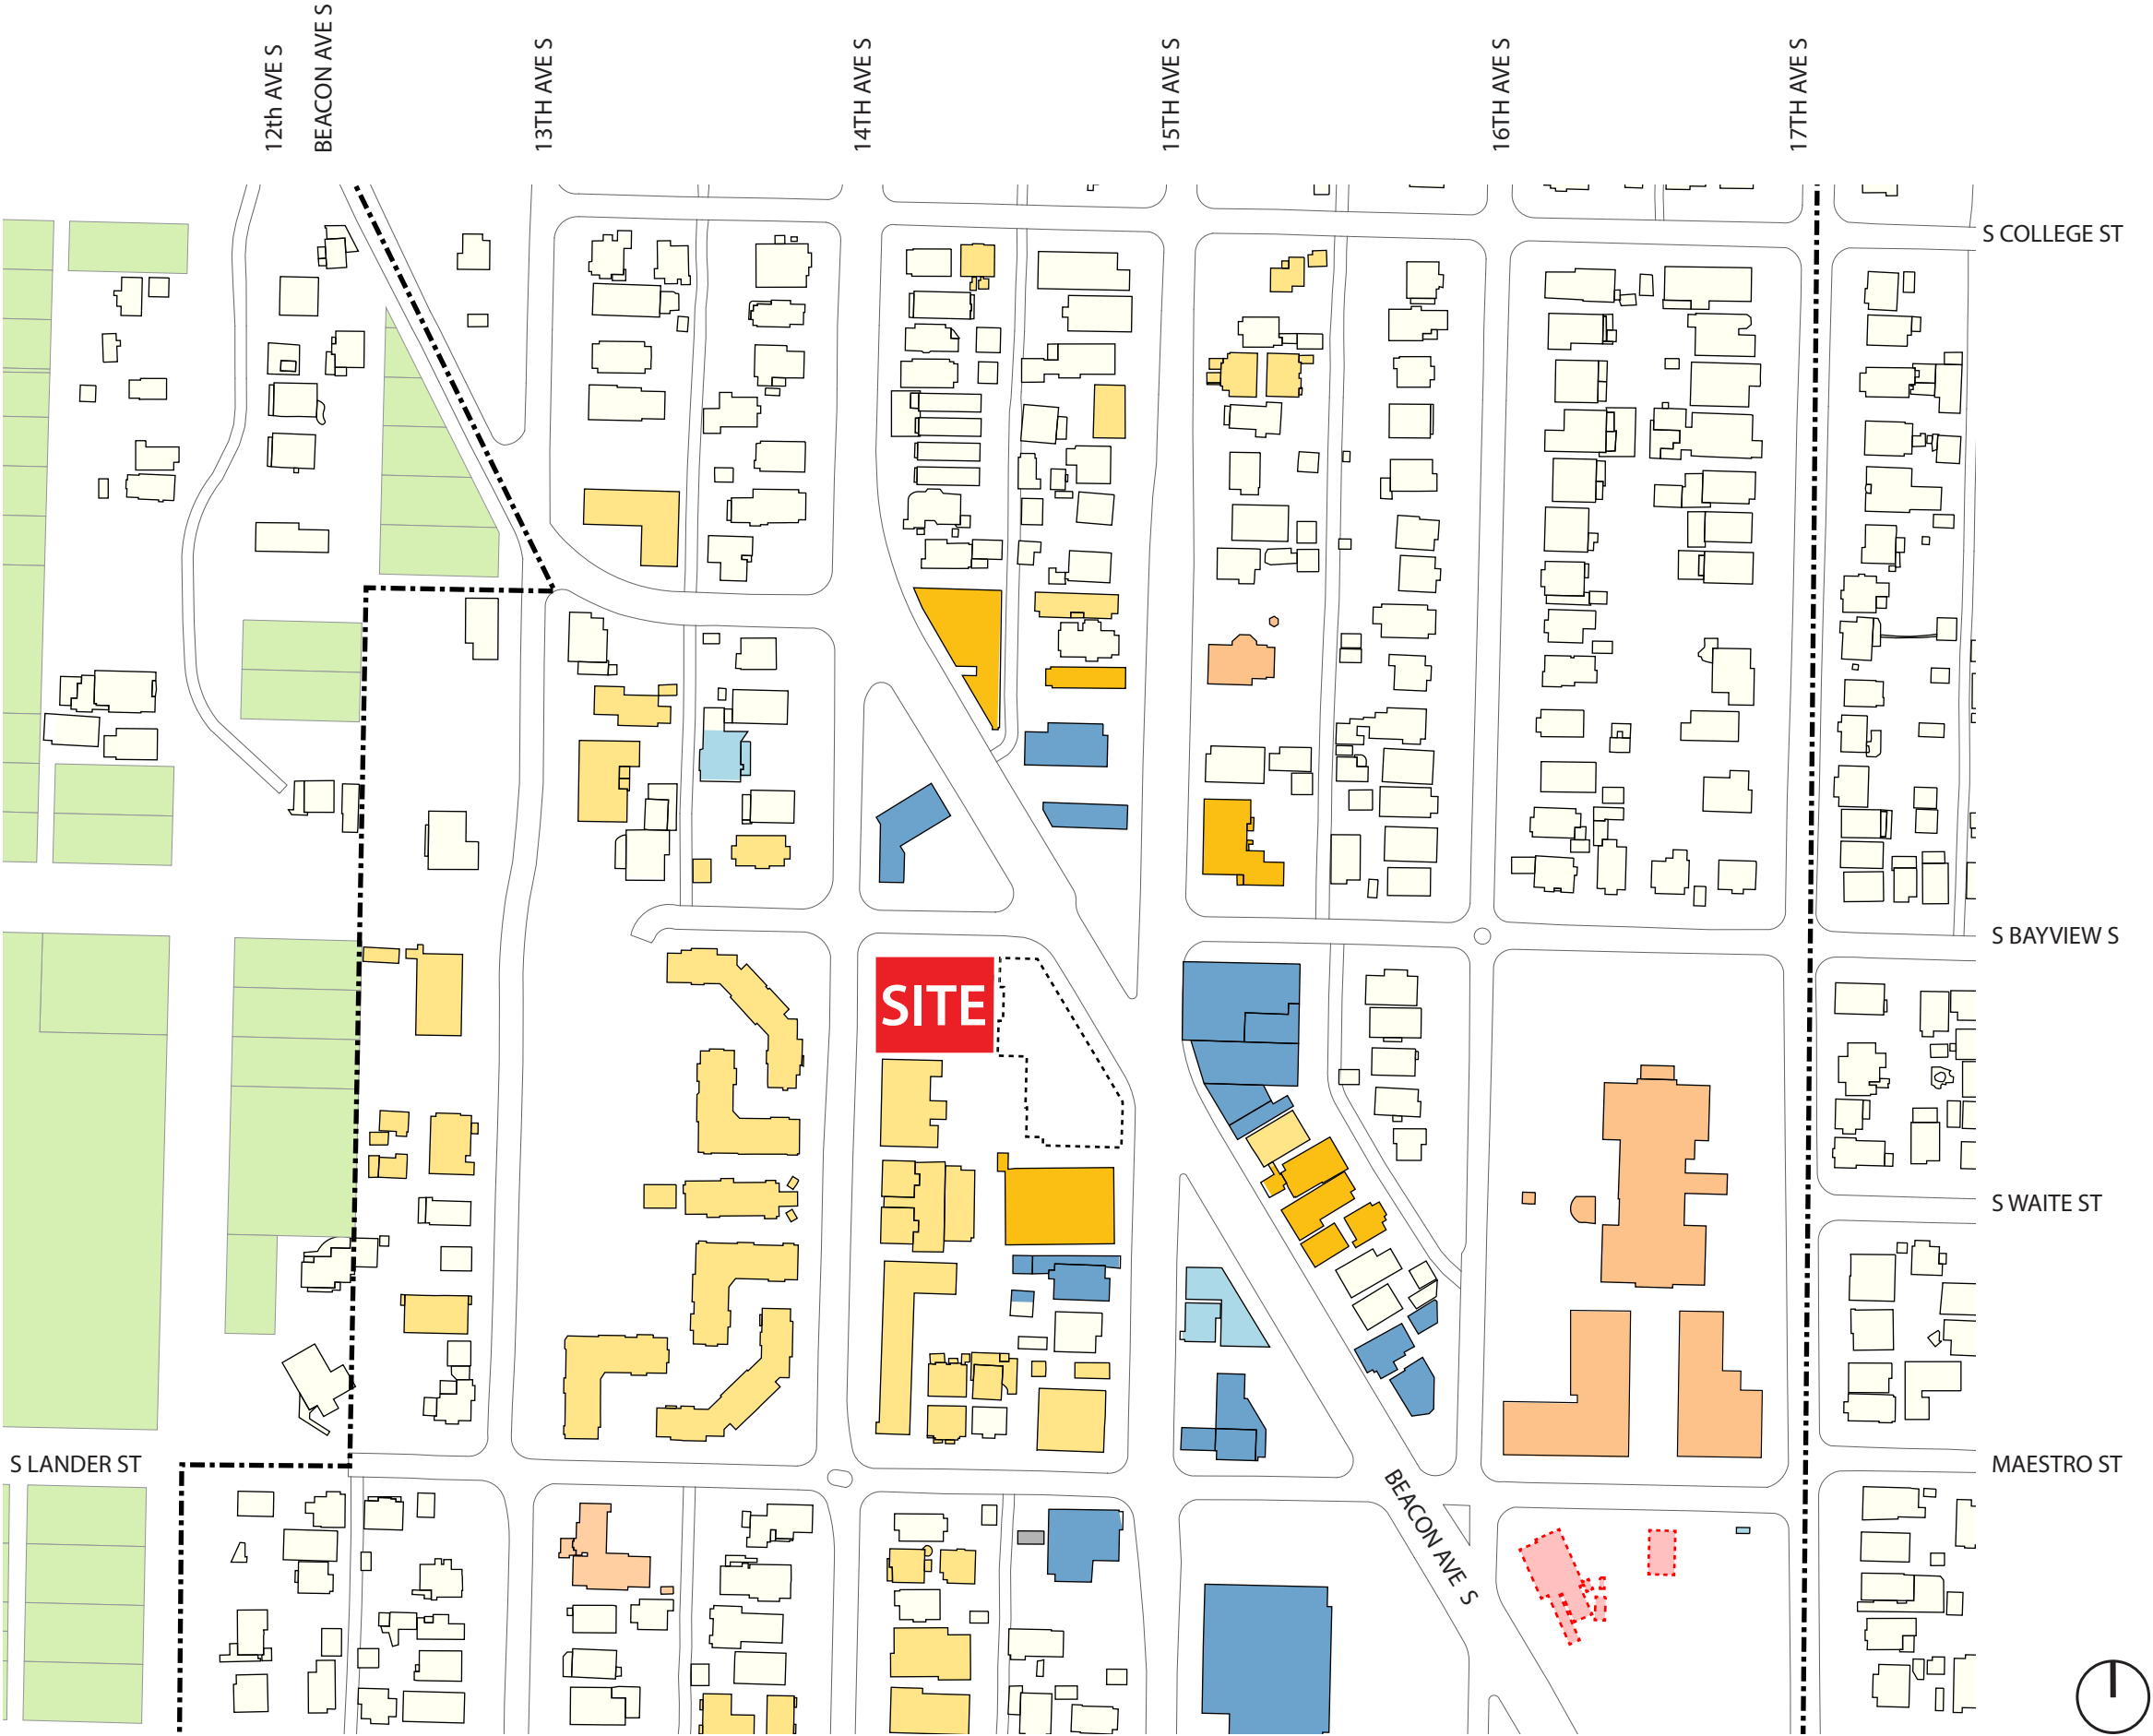 12th AVE S
BEACON AVE S
13TH AVE S
14TH AVE S
15TH AVE S
16TH AVE S
17TH AVE S
S COLLEGE ST
S BAYVIEW S
SITE
S WAITE ST
S LANDER ST
MAESTRO ST
BEACON AVE S